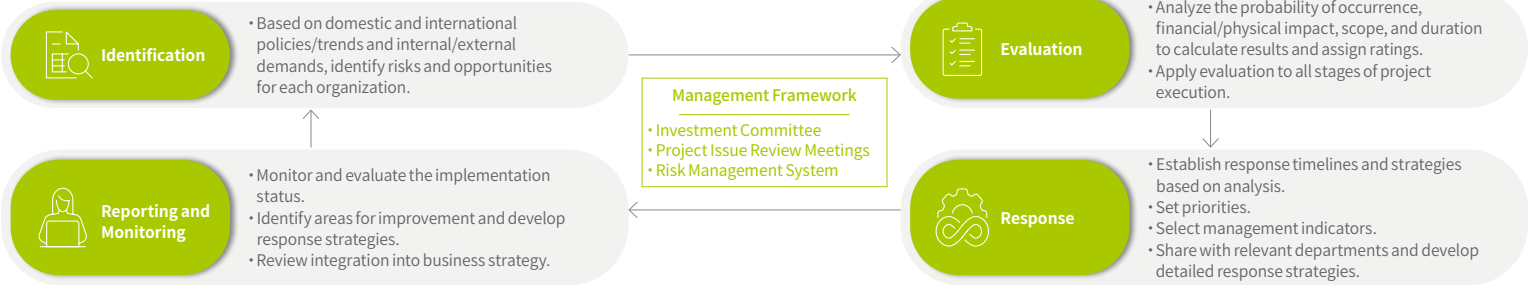 Identification
• Based on domestic and international
policies/trends and internal/external
demands, identify risks and opportunities
for each organization.
Evaluation
• Analyze the probability of occurrence,
financial/physical impact, scope, and duration
to calculate results and assign ratings.
• Apply evaluation to all stages of project
execution.
Management Framework
• Investment Committee
• Project Issue Review Meetings
• Risk Management System
Reporting and
Monitoring
• Monitor and evaluate the implementation
status.
• Identify areas for improvement and develop
response strategies.
• Review integration into business strategy.
Response
• Establish response timelines and strategies
based on analysis.
• Set priorities.
• Select management indicators.
• Share with relevant departments and develop
detailed response strategies.